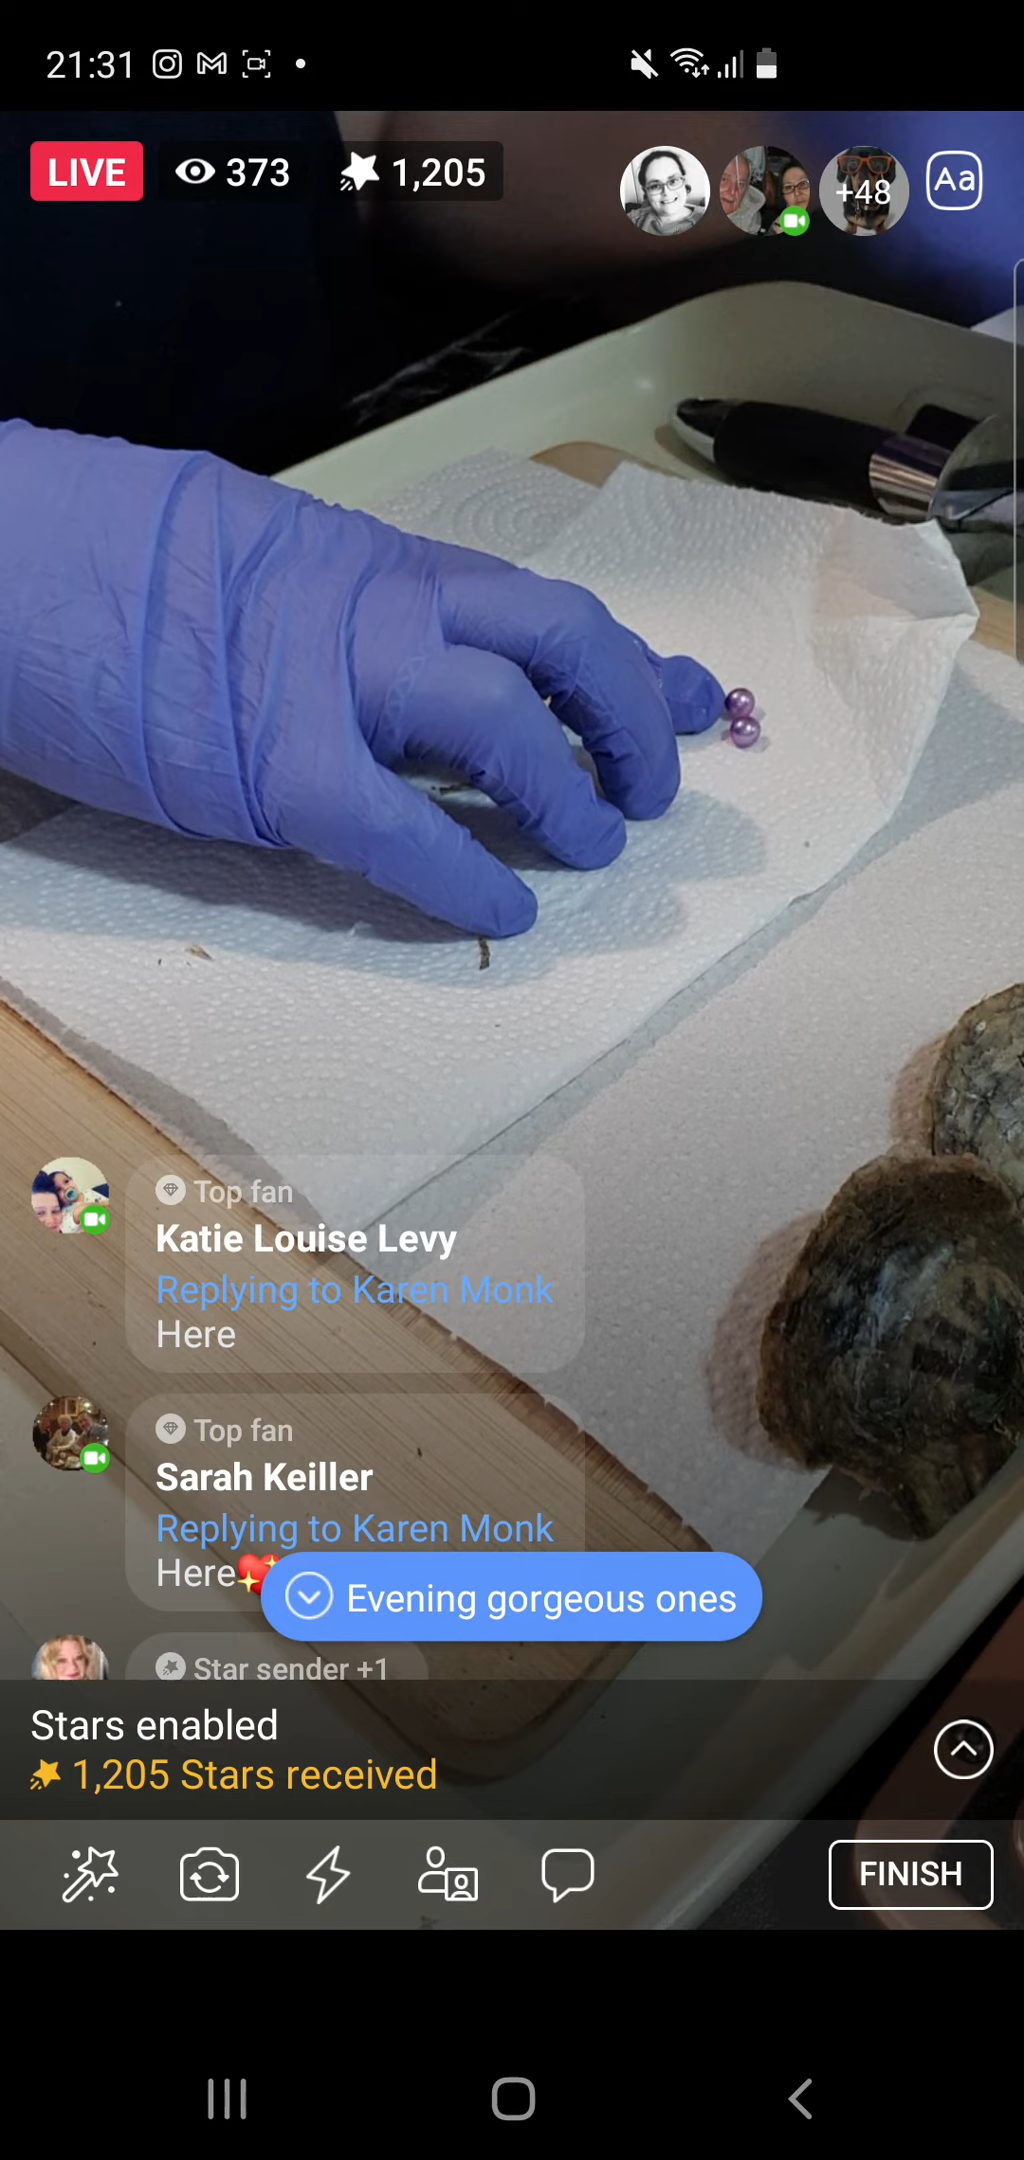 21:31
LIVE 373 1,205
+48 Aa
Top fan
Katie Louise Levy
Replying to Karen Monk
Here
Top fan
Sarah Keiller
Replying to Karen Monk
Here💖
Evening gorgeous ones
Star sender +1
Stars enabled
1,205 Stars received
FINISH